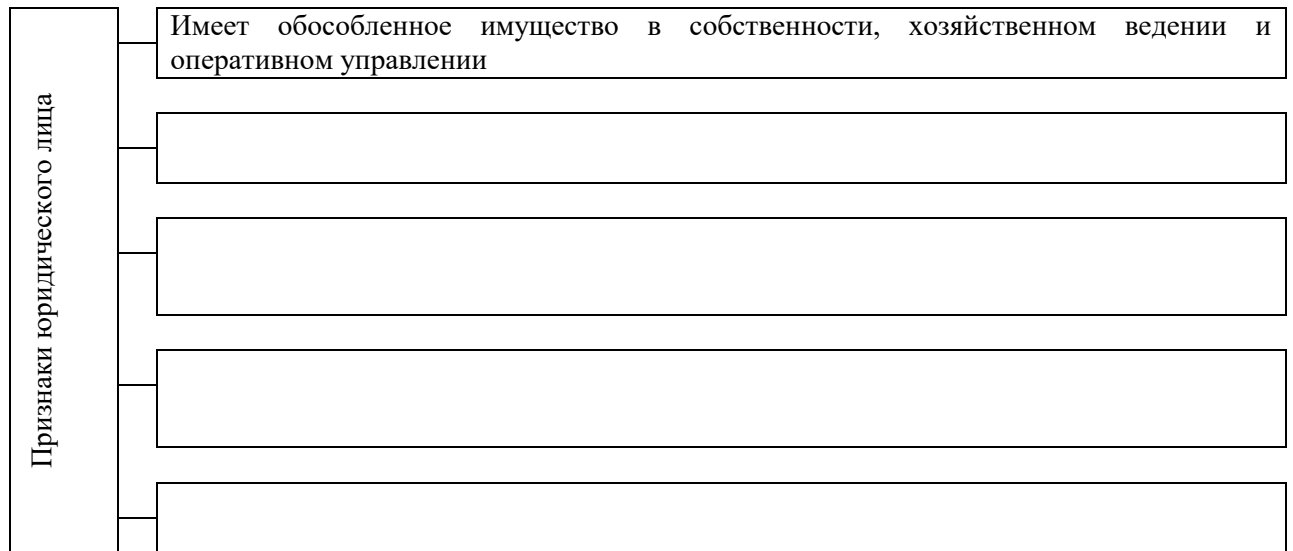 Признаки юридического лица
Имеет обособленное имущество в собственности, хозяйственном ведении и
оперативном управлении